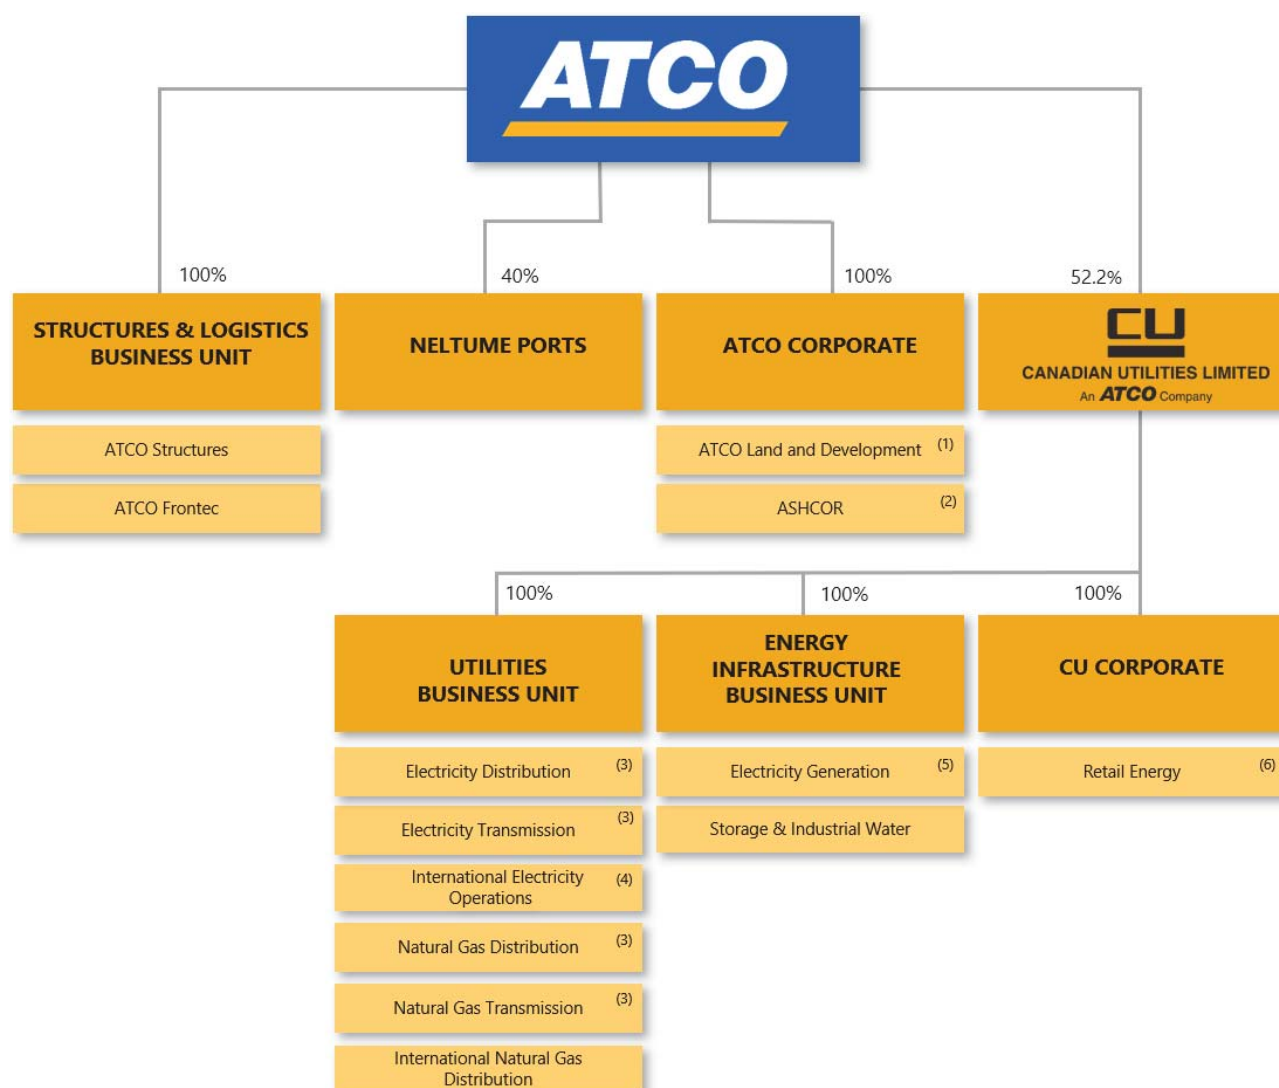 ATCO
100%
40%
100%
52.2%
STRUCTURES & LOGISTICS
BUSINESS UNIT
NELTUME PORTS
ATCO CORPORATE
CU
CANADIAN UTILITIES LIMITED
An ATCO Company
ATCO Structures
ATCO Frontec
ATCO Land and Development (1)
ASHCOR (2)
100%
100%
100%
UTILITIES
BUSINESS UNIT
ENERGY
INFRASTRUCTURE
BUSINESS UNIT
CU CORPORATE
Electricity Distribution (3)
Electricity Transmission (3)
International Electricity (4)
Operations
Natural Gas Distribution (3)
Natural Gas Transmission (3)
International Natural Gas
Distribution
Electricity Generation (5)
Storage & Industrial Water
Retail Energy (6)